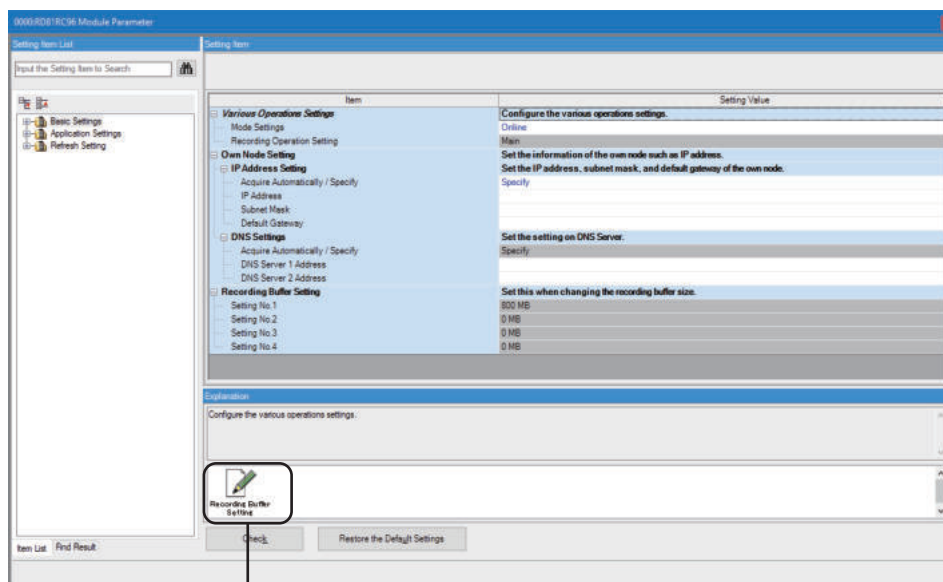 0000:RD81RC96 Module Parameter
Setting Item List
Setting Item
Input the Setting Item to Search
Basic Settings
Application Settings
Refresh Setting
Item Setting Value
Various Operations Settings Configure the various operations settings.
Mode Settings Online
Recording Operation Setting Main
Own Node Setting Set the information of the own node such as IP address.
IP Address Setting Set the IP address, subnet mask, and default gateway of the own node.
Acquire Automatically / Specify Specify
IP Address
Subnet Mask
Default Gateway
DNS Settings Set the setting on DNS Server.
Acquire Automatically / Specify Specify
DNS Server 1 Address
DNS Server 2 Address
Recording Buffer Setting Set this when changing the recording buffer size.
Setting No.1 800 MB
Setting No.2 0 MB
Setting No.3 0 MB
Setting No.4 0 MB
Explanation
Configure the various operations settings.
Recording Buffer
Setting
Check Restore the Default Settings
Item List Find Result